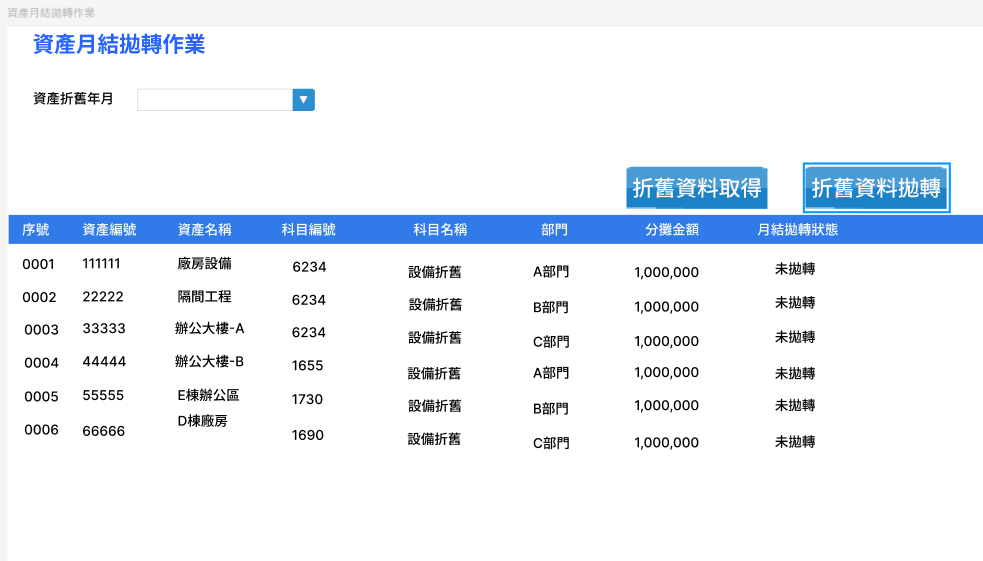 資產月結拋轉作業
資產月結拋轉作業
資產折舊年月
折舊資料取得 折舊資料拋轉
序號 資產編號 資產名稱 科目編號 科目名稱 部門 分攤金額 月結拋轉狀態
0001 111111 廠房設備 6234 設備折舊 A部門 1,000,000 未拋轉
0002 22222 隔間工程 6234 設備折舊 B部門 1,000,000 未拋轉
0003 33333 辦公大樓-A 6234 設備折舊 C部門 1,000,000 未拋轉
0004 44444 辦公大樓-B 1655 設備折舊 A部門 1,000,000 未拋轉
0005 55555 E棟辦公區 1730 設備折舊 B部門 1,000,000 未拋轉
0006 66666 D棟廠房 1690 設備折舊 C部門 1,000,000 未拋轉